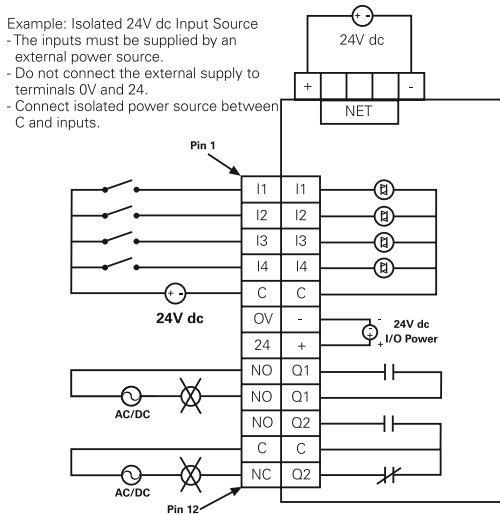 Example: Isolated 24V dc Input Source
- The inputs must be supplied by an
external power source.
- Do not connect the external supply to
terminals 0V and 24.
- Connect isolated power source between
C and inputs.
+ -
24V dc
+ -
NET
Pin 1
I1 I1
I2 I2
I3 I3
I4 I4
+ -
C C
24V dc
OV -
24 +
-
24V dc
I/O Power
- +
+
NO Q1
NO Q1
AC/DC
NO Q2
C C
NC Q2
AC/DC
Pin 12